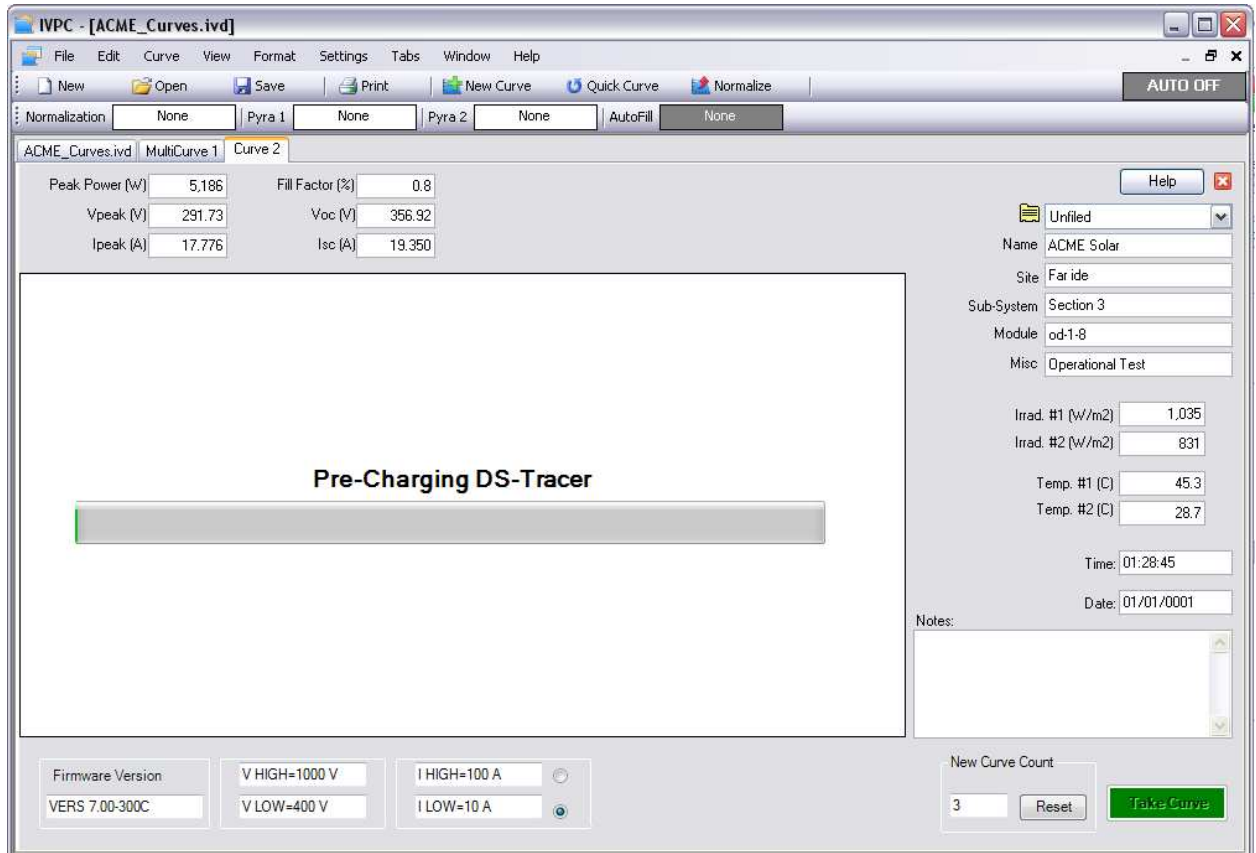 IVPC - [ACME_Curves.ivd]
File Edit Curve View Format Settings Tabs Window Help
New Open Save Print New Curve Quick Curve Normalize AUTO OFF
Normalization None Pyra 1 None Pyra 2 None AutoFill None
ACME_Curves.ivd MultiCurve 1 Curve 2
Peak Power (W) 5,186 Fill Factor (%) 0.8
Vpeak (V) 291.73 Voc (V) 356.92
Ipeak (A) 17.776 Isc (A) 19.350
Help
Unfiled
Name ACME Solar
Site Far ide
Sub-System Section 3
Module od-1-8
Misc Operational Test
Irrad. #1 (W/m2) 1,035
Irrad. #2 (W/m2) 831
Temp. #1 (C) 45.3
Temp. #2 (C) 28.7
Time: 01:28:45
Date: 01/01/0001
Notes:
Pre-Charging DS-Tracer
Firmware Version
VERS 7.00-300C
V HIGH=1000 V
V LOW=400 V
I HIGH=100 A
I LOW=10 A
New Curve Count
3 Reset
Take Curve